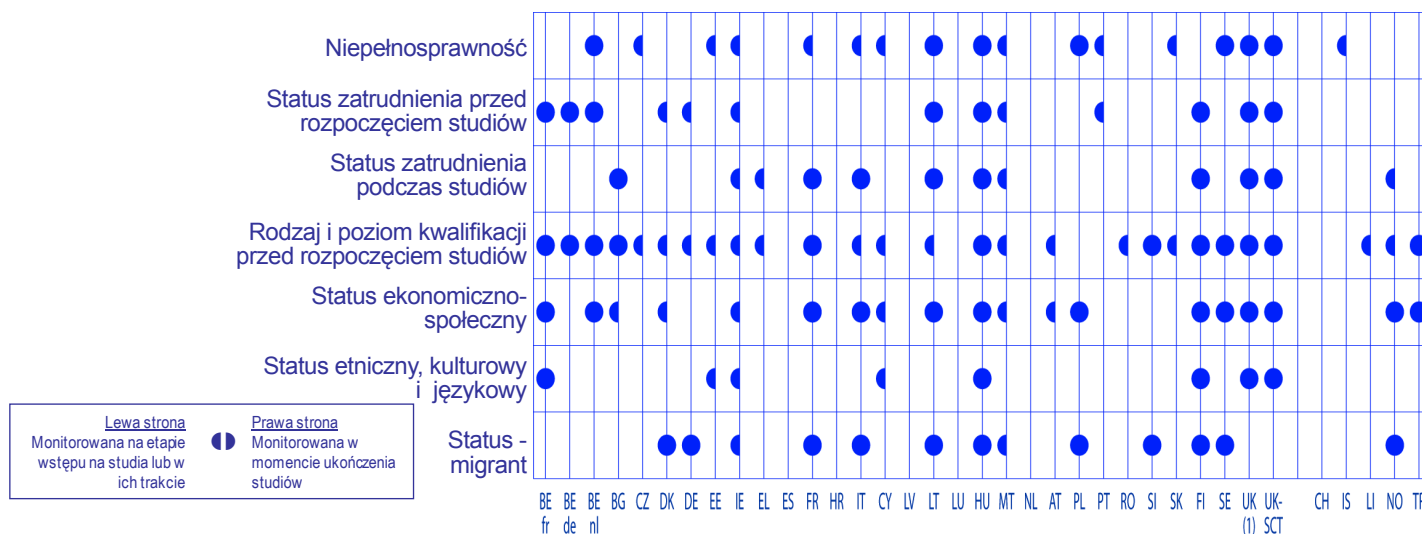 Niepełnosprawność
Status zatrudnienia przed
rozpoczęciem studiów
Status zatrudnienia
podczas studiów
Rodzaj i poziom kwalifikacji
przed rozpoczęciem studiów
Status ekonomiczno-
społeczny
Status etniczny, kulturowy
i językowy
Status -
migrant
Lewa strona
Monitorowana na etapie
wstępu na studia lub w
ich trakcie
Prawa strona
Monitorowana w
momencie ukończenia
studiów
BE BE BE BG CZ DK DE EE IE EL ES FR HR IT CY LV LT LU HU MT NL AT PL PT RO SI SK FI SE UK UK- CH IS LI NO
fr de nl (1) SCT